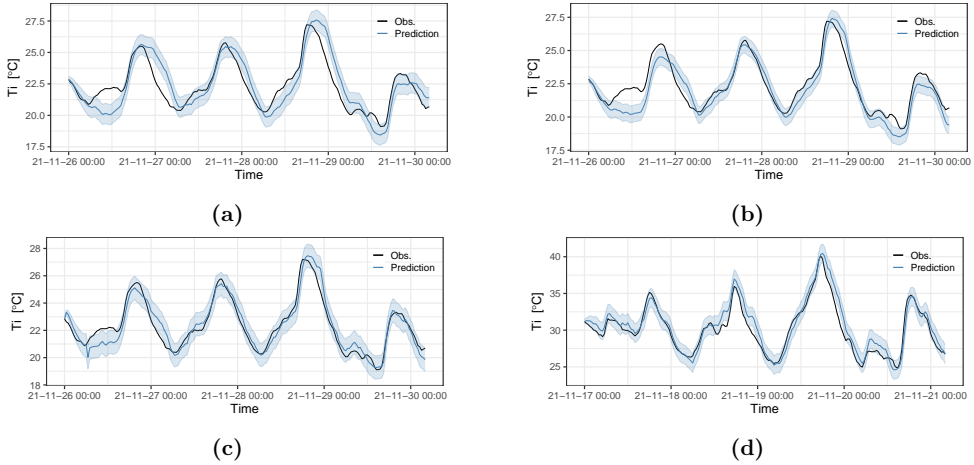 27.5
25.0
22.5
20.0
17.5
Ti [°C]
21−11−26 00:00 21−11−27 00:00 21−11−28 00:00 21−11−29 00:00 21−11−30 00:00
Time
Obs.
Prediction
(a)
27.5
25.0
22.5
20.0
17.5
Ti [°C]
21−11−26 00:00 21−11−27 00:00 21−11−28 00:00 21−11−29 00:00 21−11−30 00:00
Time
Obs.
Prediction
(b)
28
26
24
22
20
18
Ti [°C]
21−11−26 00:00 21−11−27 00:00 21−11−28 00:00 21−11−29 00:00 21−11−30 00:00
Time
Obs.
Prediction
(c)
40
35
30
25
Ti [°C]
21−11−17 00:00 21−11−18 00:00 21−11−19 00:00 21−11−20 00:00 21−11−21 00:00
Time
Obs.
Prediction
(d)